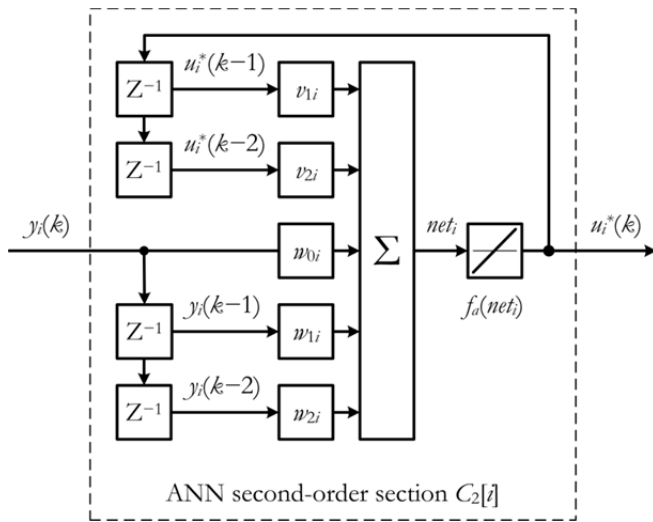 Z⁻¹ uᵢ*(k−1) v₁ᵢ
Z⁻¹ uᵢ*(k−2) v₂ᵢ
yᵢ(k) w₀ᵢ Σ netᵢ uᵢ*(k)
fₐ(netᵢ)
Z⁻¹ yᵢ(k−1) w₁ᵢ
Z⁻¹ yᵢ(k−2) w₂ᵢ
ANN second-order section C₂[i]